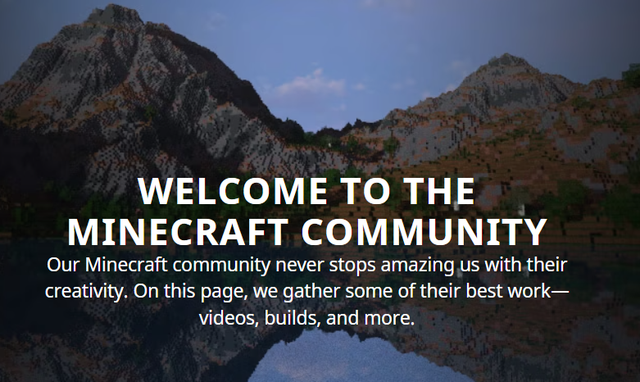 WELCOME TO THE
MINECRAFT COMMUNITY
Our Minecraft community never stops amazing us with their
creativity. On this page, we gather some of their best work—
videos, builds, and more.